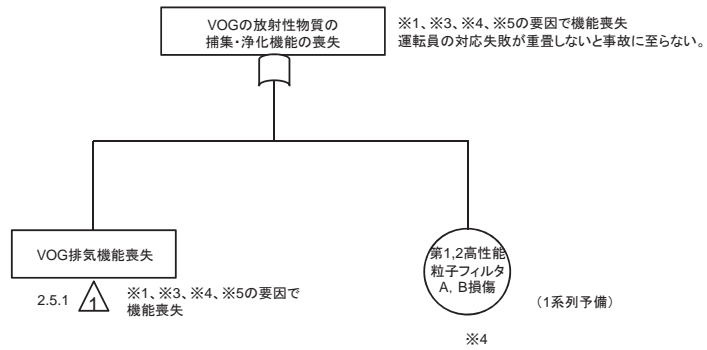 VOGの放射性物質の
捕集・浄化機能の喪失
※1、※3、※4、※5の要因で機能喪失
運転員の対応失敗が重畳しないと事故に至らない。
VOG排気機能喪失
2.5.1
1
※1、※3、※4、※5の要因で
機能喪失
第1,2高性能
粒子フィルタ
A, B損傷
(1系列予備)
※4